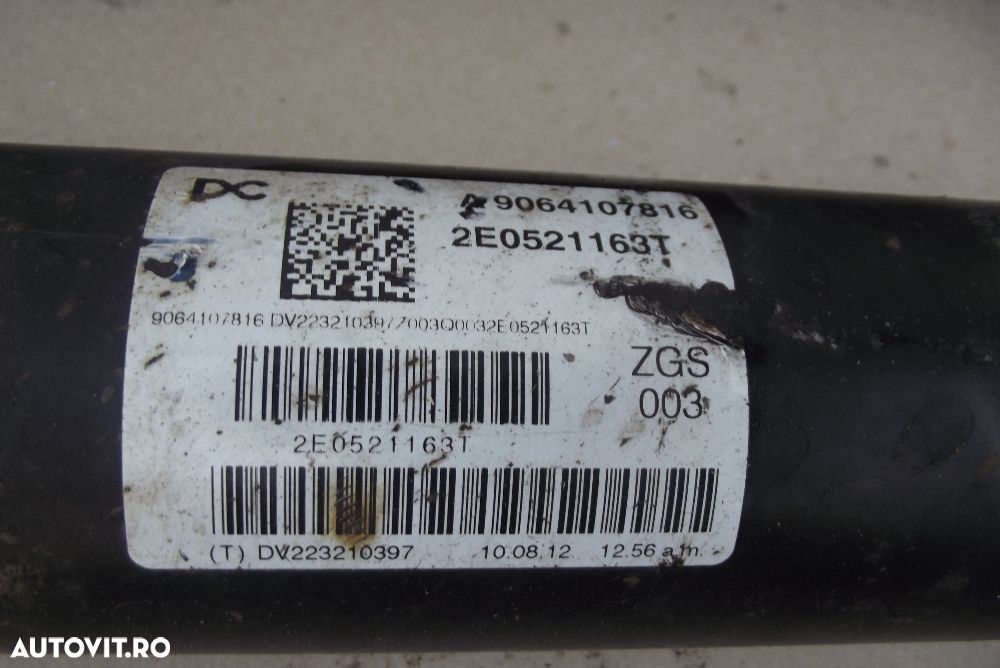 DC
A 9064107816
2E0521163T
9064107816 DV223210397Z003Q0032E0521163T
ZGS
003
2E0521163T
(T) DV223210397 10.08.12 12.56 a.m.
AUTOVIT.RO